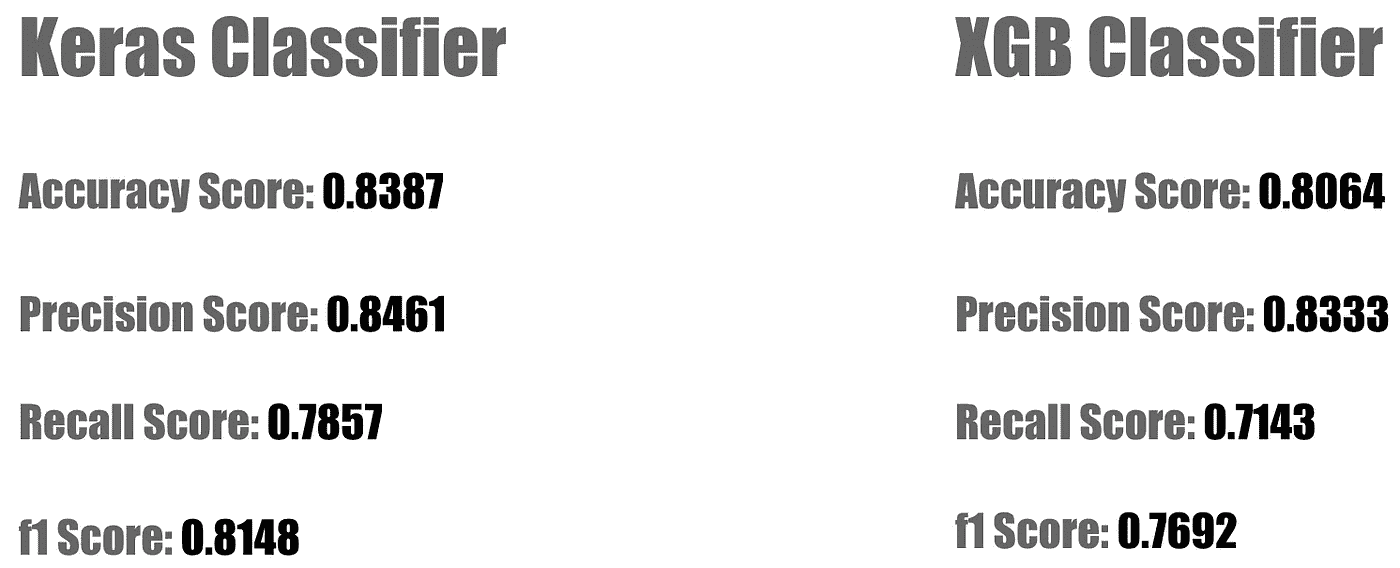 Keras Classifier
Accuracy Score: 0.8387
Precision Score: 0.8461
Recall Score: 0.7857
f1 Score: 0.8148
XGB Classifier
Accuracy Score: 0.8064
Precision Score: 0.8333
Recall Score: 0.7143
f1 Score: 0.7692